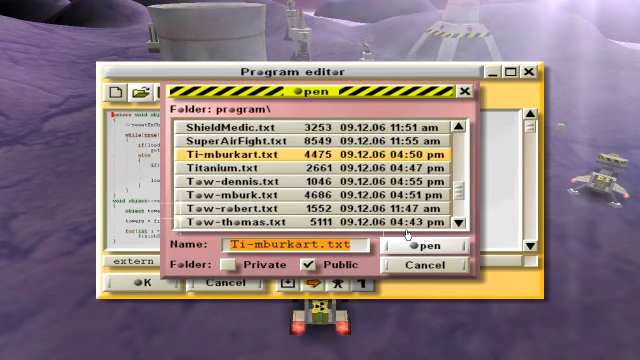 Program editor
Open
Folder: program\
ShieldMedic.txt 3253 09.12.06 11:51 am
SuperAirFight.txt 8549 09.12.06 11:55 am
Ti-mburkart.txt 4475 09.12.06 04:50 pm
Titanium.txt 2661 09.12.06 04:47 pm
Tow-dennis.txt 1046 09.12.06 04:55 pm
Tow-mburk.txt 4686 09.12.06 04:51 pm
Tow-robert.txt 1552 09.12.06 11:47 am
Tow-thomas.txt 5111 09.12.06 04:43 pm
Name: Ti-mburkart.txt Open
Folder: Private Public Cancel
extern
OK Cancel